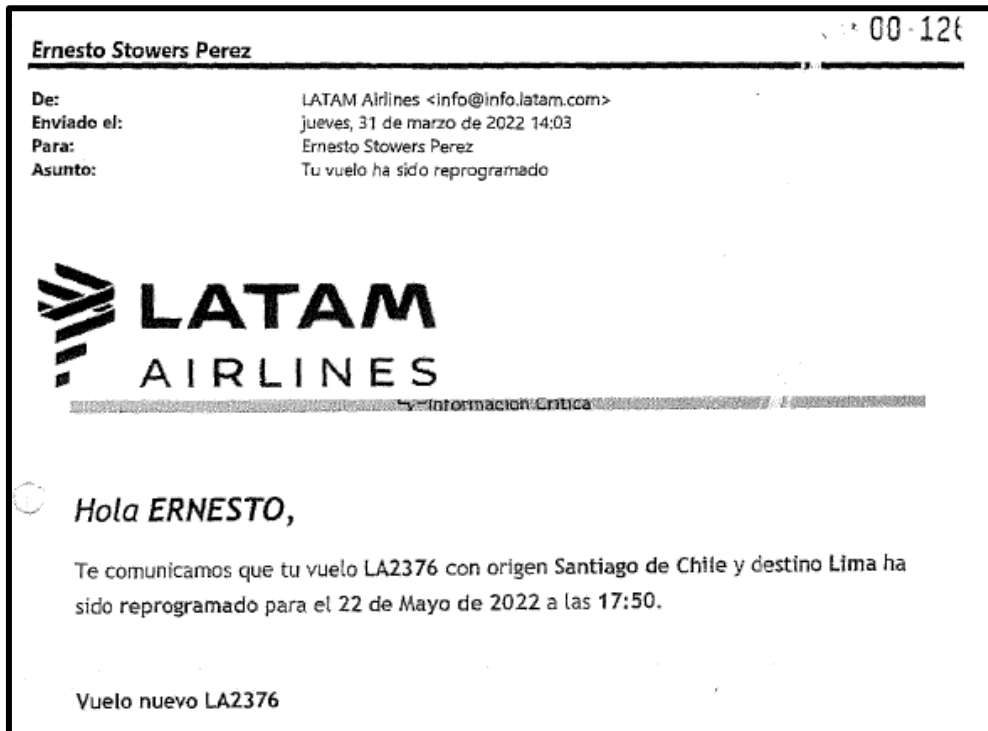 00·126
Ernesto Stowers Perez
De: LATAM Airlines <info@info.latam.com>
Enviado el: jueves, 31 de marzo de 2022 14:03
Para: Ernesto Stowers Perez
Asunto: Tu vuelo ha sido reprogramado
LATAM
AIRLINES
Información Crítica
Hola ERNESTO,
Te comunicamos que tu vuelo LA2376 con origen Santiago de Chile y destino Lima ha
sido reprogramado para el 22 de Mayo de 2022 a las 17:50.
Vuelo nuevo LA2376